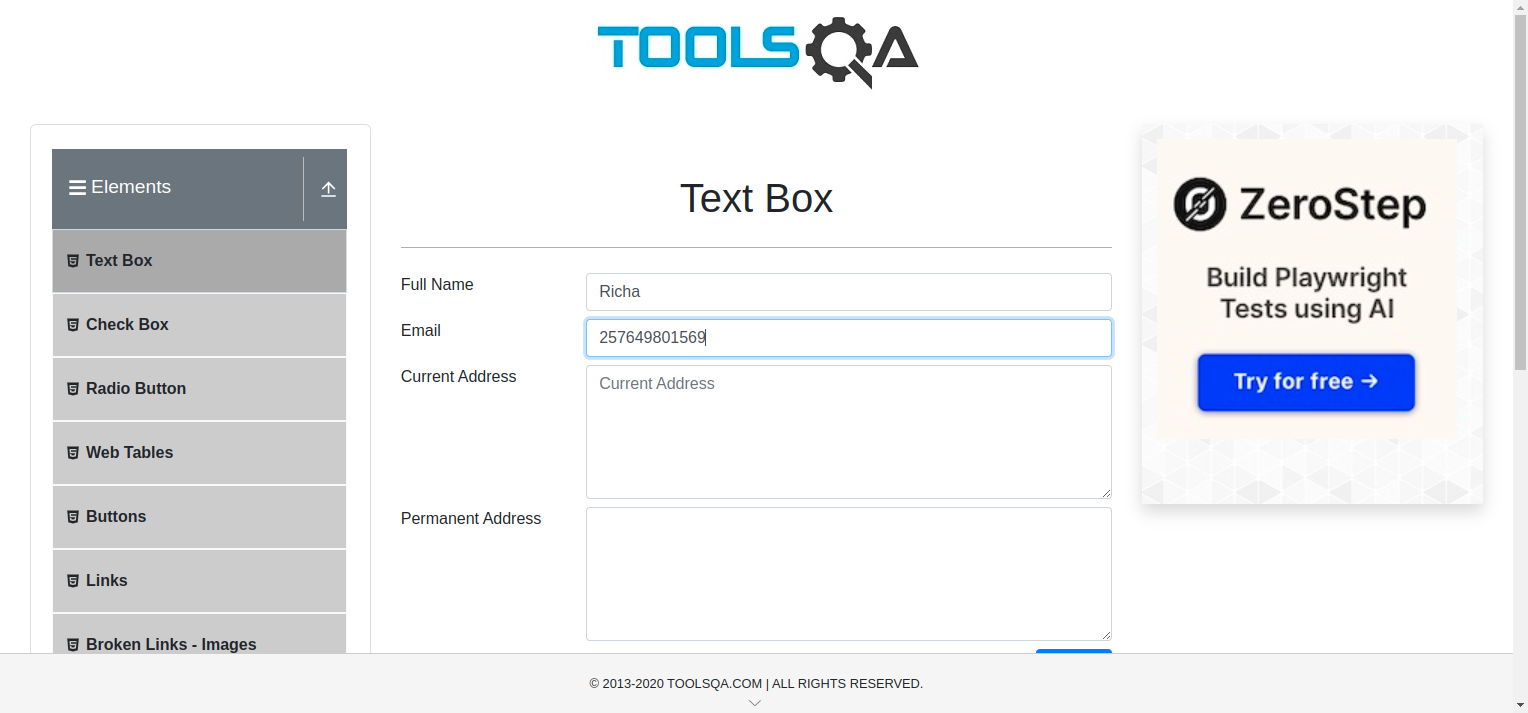 TOOLSQA
Elements
Text Box
Check Box
Radio Button
Web Tables
Buttons
Links
Broken Links - Images
Text Box
Full Name
Richa
Email
257649801569
Current Address
Current Address
Permanent Address
ZeroStep
Build Playwright
Tests using AI
Try for free →
© 2013-2020 TOOLSQA.COM | ALL RIGHTS RESERVED.